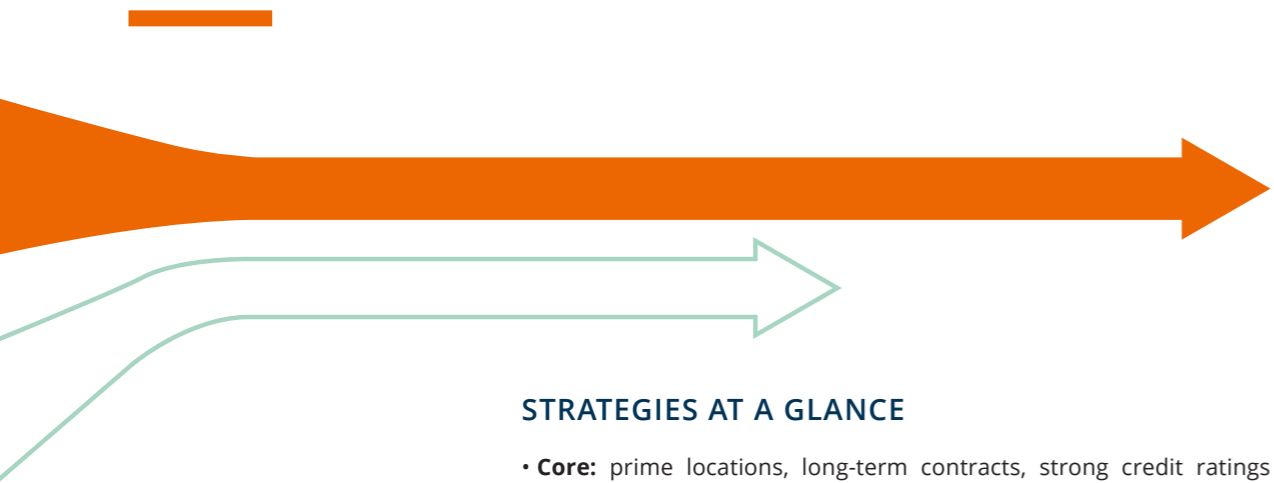 STRATEGIES AT A GLANCE
• Core: prime locations, long-term contracts, strong credit ratings